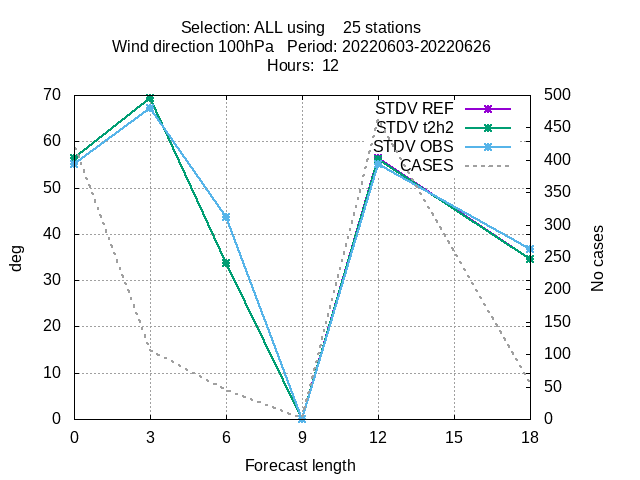 Selection: ALL using    25 stations
Wind direction 100hPa   Period: 20220603-20220626
Hours:  12
70
60
50
40
30
20
10
0
500
450
400
350
300
250
200
150
100
50
0
STDV REF
STDV t2h2
STDV OBS
CASES
deg
No cases
0 3 6 9 12 15 18
Forecast length